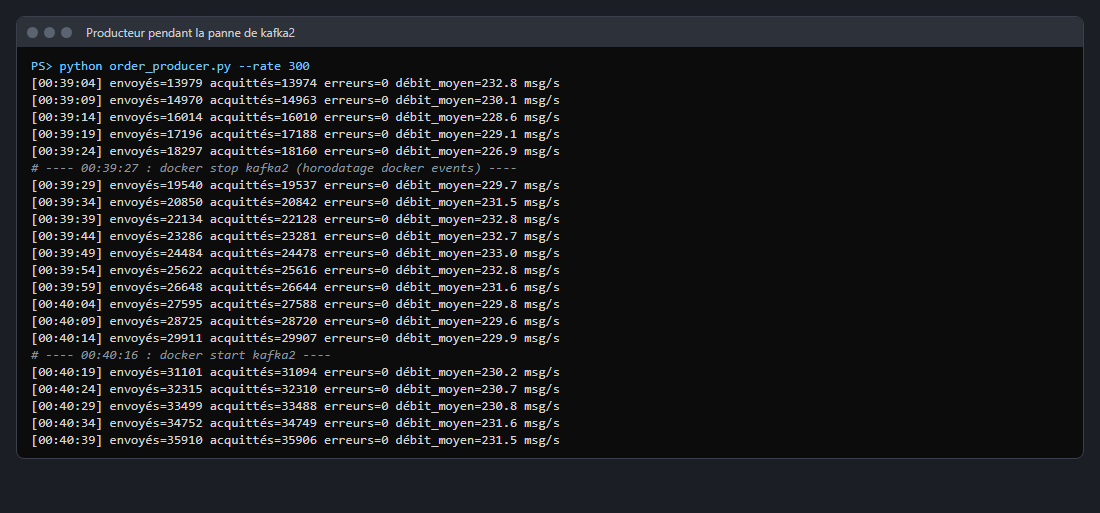 Producteur pendant la panne de kafka2
PS> python order_producer.py --rate 300
[00:39:04] envoyés=13979 acquittés=13974 erreurs=0 débit_moyen=232.8 msg/s
[00:39:09] envoyés=14970 acquittés=14963 erreurs=0 débit_moyen=230.1 msg/s
[00:39:14] envoyés=16014 acquittés=16010 erreurs=0 débit_moyen=228.6 msg/s
[00:39:19] envoyés=17196 acquittés=17188 erreurs=0 débit_moyen=229.1 msg/s
[00:39:24] envoyés=18297 acquittés=18160 erreurs=0 débit_moyen=226.9 msg/s
# ---- 00:39:27 : docker stop kafka2 (horodatage docker events) ----
[00:39:29] envoyés=19540 acquittés=19537 erreurs=0 débit_moyen=229.7 msg/s
[00:39:34] envoyés=20850 acquittés=20842 erreurs=0 débit_moyen=231.5 msg/s
[00:39:39] envoyés=22134 acquittés=22128 erreurs=0 débit_moyen=232.8 msg/s
[00:39:44] envoyés=23286 acquittés=23281 erreurs=0 débit_moyen=232.7 msg/s
[00:39:49] envoyés=24484 acquittés=24478 erreurs=0 débit_moyen=233.0 msg/s
[00:39:54] envoyés=25622 acquittés=25616 erreurs=0 débit_moyen=232.8 msg/s
[00:39:59] envoyés=26648 acquittés=26644 erreurs=0 débit_moyen=231.6 msg/s
[00:40:04] envoyés=27595 acquittés=27588 erreurs=0 débit_moyen=229.8 msg/s
[00:40:09] envoyés=28725 acquittés=28720 erreurs=0 débit_moyen=229.6 msg/s
[00:40:14] envoyés=29911 acquittés=29907 erreurs=0 débit_moyen=229.9 msg/s
# ---- 00:40:16 : docker start kafka2 ----
[00:40:19] envoyés=31101 acquittés=31094 erreurs=0 débit_moyen=230.2 msg/s
[00:40:24] envoyés=32315 acquittés=32310 erreurs=0 débit_moyen=230.7 msg/s
[00:40:29] envoyés=33499 acquittés=33488 erreurs=0 débit_moyen=230.8 msg/s
[00:40:34] envoyés=34752 acquittés=34749 erreurs=0 débit_moyen=231.6 msg/s
[00:40:39] envoyés=35910 acquittés=35906 erreurs=0 débit_moyen=231.5 msg/s